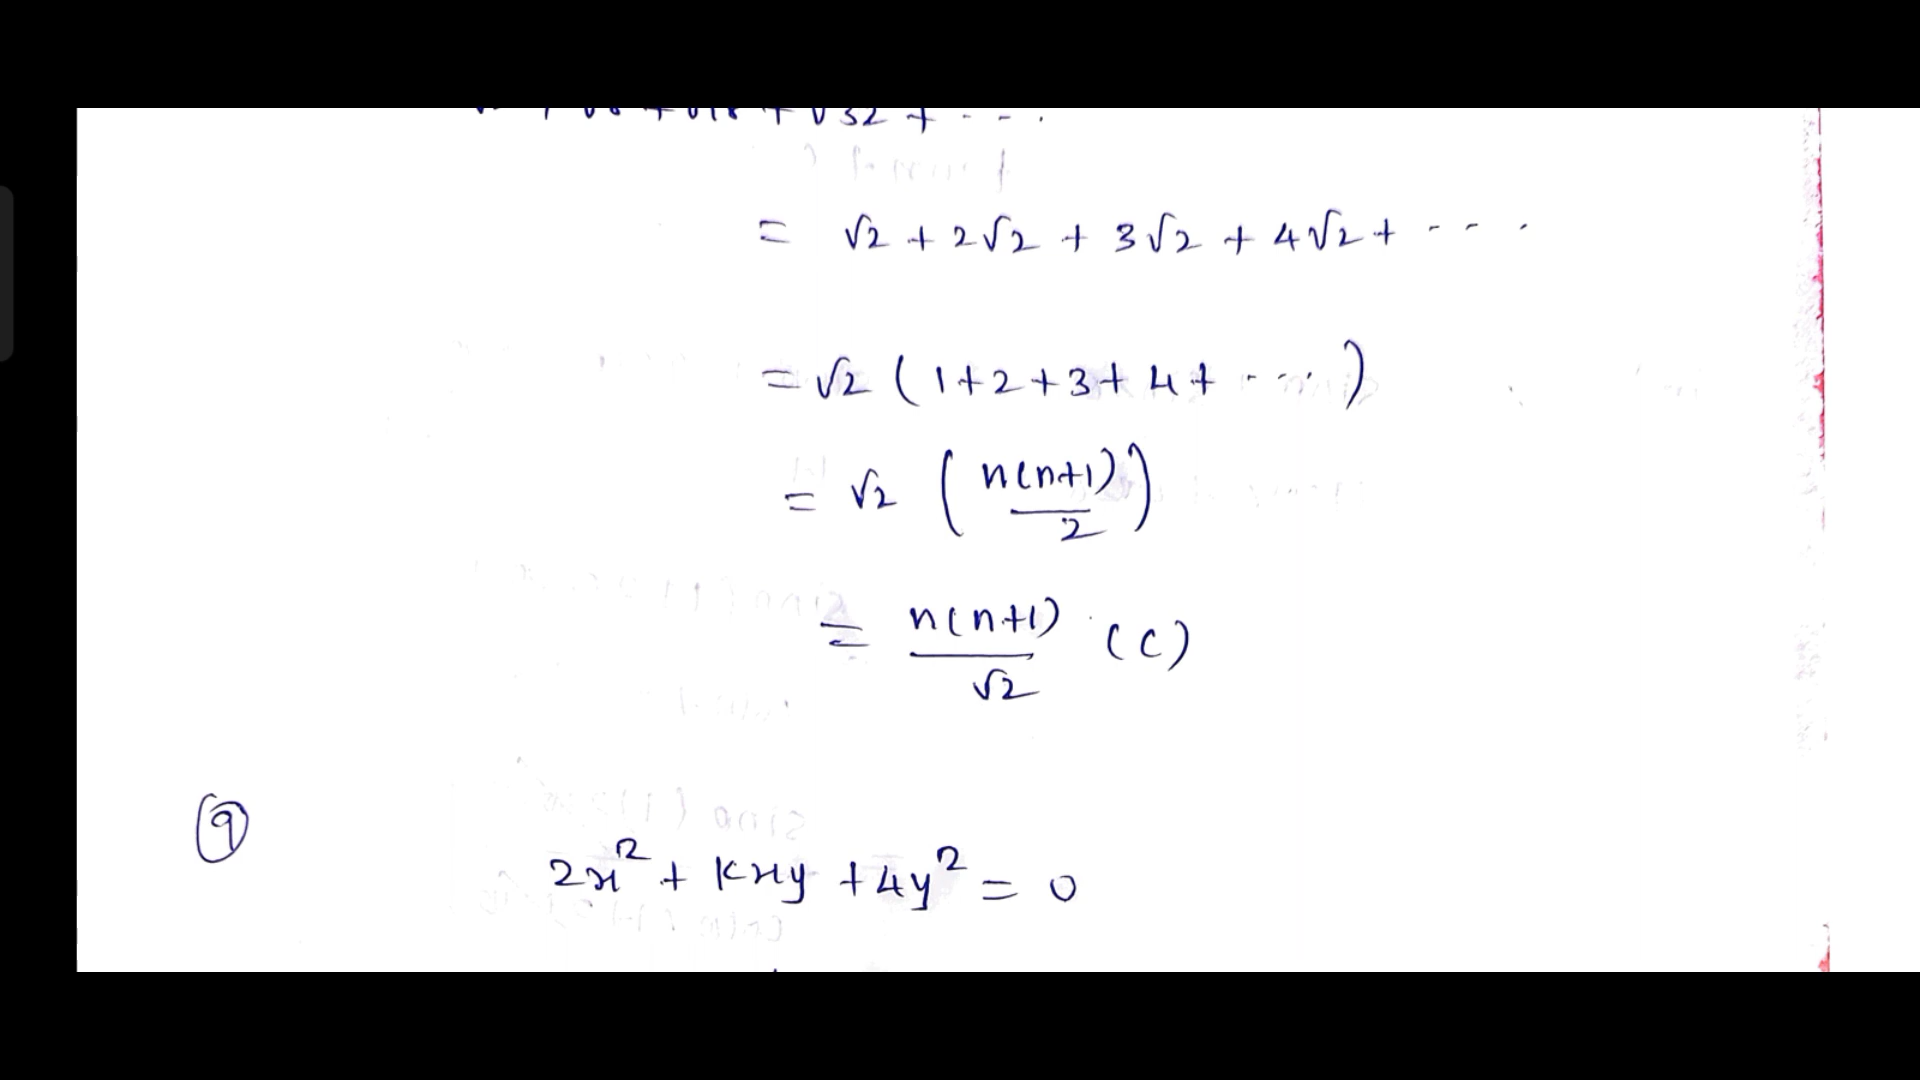 √32 + - - .
= √2 + 2√2 + 3√2 + 4√2 + - - - .
= √2 ( 1+2+3+4+ - - - . )
= √2 ( n(n+1) / 2 )
= n(n+1) / √2 (C)
(9)
2x² + kxy + 4y² = 0